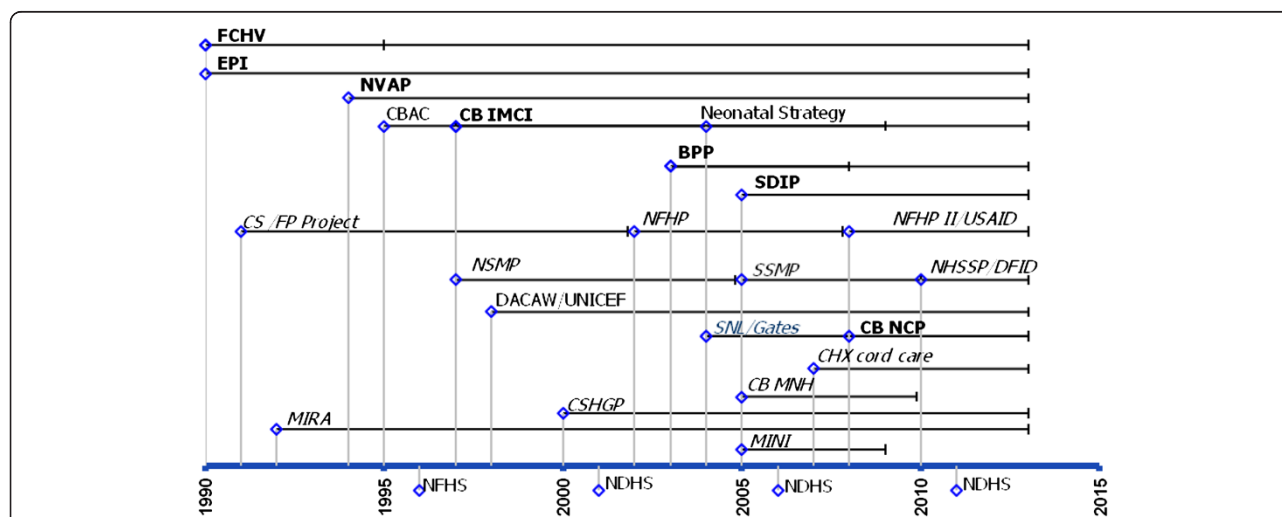 FCHV
EPI
NVAP
CBAC CB IMCI Neonatal Strategy
BPP
SDIP
CS /FP Project NFHP NFHP II/USAID
NSMP SSMP NHSSP/DFID
DACAW/UNICEF
SNL/Gates CB NCP
CHX cord care
CB MNH
CSHGP
MIRA
MINI
NFHS NDHS NDHS NDHS
1990 1995 2000 2005 2010 2015